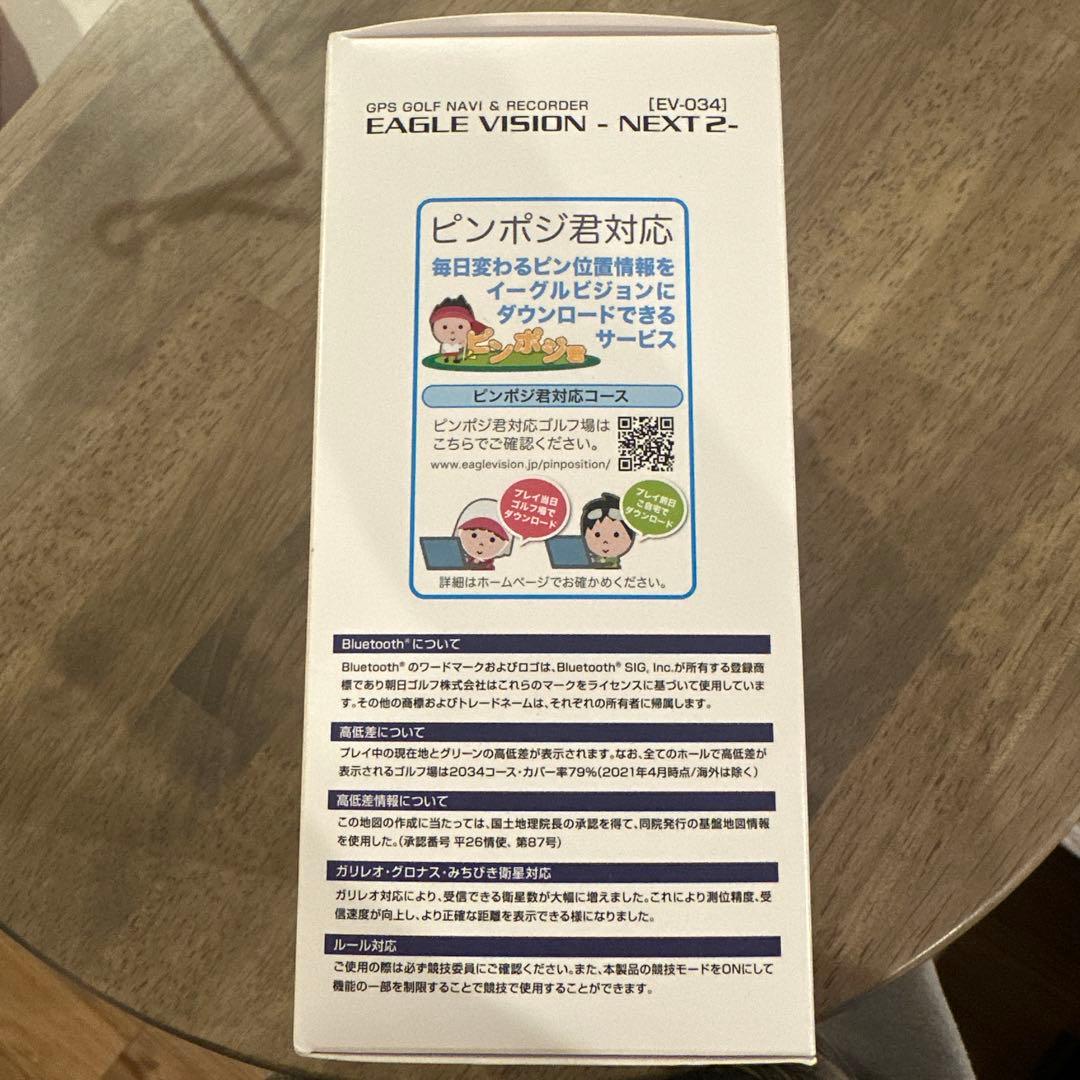 GPS GOLF NAVI & RECORDER [EV-034]
EAGLE VISION - NEXT2-
ピンポジ君対応
毎日変わるピン位置情報を
イーグルビジョンに
ダウンロードできる
サービス
ピンポジ君
ピンポジ君対応コース
ピンポジ君対応ゴルフ場は
こちらでご確認ください。
www.eaglevision.jp/pinposition/
プレイ当日
ゴルフ場で
ダウンロード
プレイ前日
ご自宅で
ダウンロード
詳細はホームページでお確かめください。
Bluetooth®について
Bluetooth®のワードマークおよびロゴは、Bluetooth® SIG, Inc.が所有する登録商
標であり朝日ゴルフ株式会社はこれらのマークをライセンスに基づいて使用していま
す。その他の商標およびトレードネームは、それぞれの所有者に帰属します。
高低差について
プレイ中の現在地とグリーンの高低差が表示されます。なお、全てのホールで高低差が
表示されるゴルフ場は2034コース・カバー率79%(2021年4月時点/海外は除く)
高低差情報について
この地図の作成に当たっては、国土地理院長の承認を得て、同院発行の基盤地図情報
を使用した。(承認番号 平26情使、第87号)
ガリレオ・グロナス・みちびき衛星対応
ガリレオ対応により、受信できる衛星数が大幅に増えました。これにより測位精度、受
信速度が向上し、より正確な距離を表示できる様になりました。
ルール対応
ご使用の際は必ず競技委員にご確認ください。また、本製品の競技モードをONにして
機能の一部を制限することで競技で使用することができます。